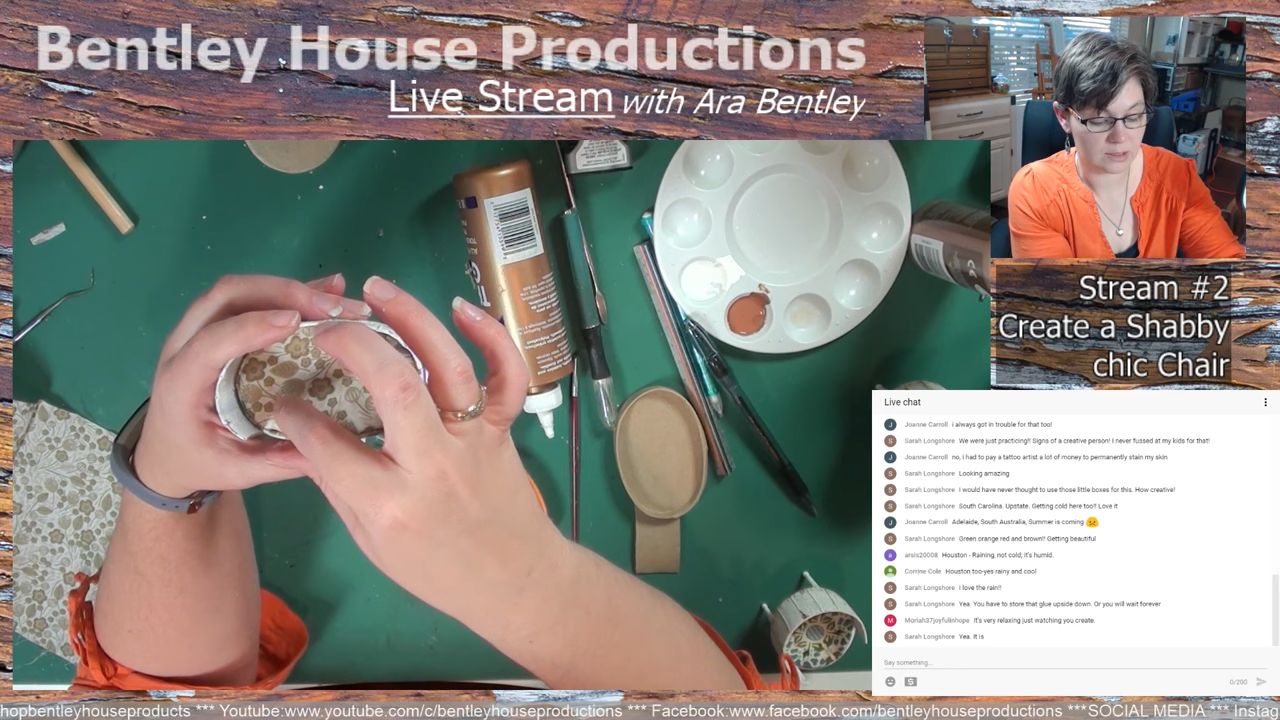 Bentley House Productions
Live Stream with Ara Bentley
Stream #2
Create a Shabby
chic Chair
Live chat
Joanne Carroll i always got in trouble for that too!
Sarah Longshore We were just practicing!! Signs of a creative person! I never fussed at my kids for that!
Joanne Carroll no, i had to pay a tattoo artist a lot of money to permanently stain my skin
Sarah Longshore Looking amazing
Sarah Longshore I would have never thought to use those little boxes for this. How creative!
Sarah Longshore South Carolina. Upstate. Getting cold here too!! Love it
Joanne Carroll Adelaide, South Australia, Summer is coming
Sarah Longshore Green orange red and brown!! Getting beautiful
arsis20008 Houston - Raining, not cold; it's humid.
Corrine Cole Houston too-yes rainy and cool
Sarah Longshore I love the rain!!
Sarah Longshore Yea. You have to store that glue upside down. Or you will wait forever
Moriah37joyfulinhope It's very relaxing just watching you create.
Sarah Longshore Yea. It is
Say something...
0/200
hopbentleyhouseproducts *** Youtube:www.youtube.com/c/bentleyhouseproductions *** Facebook:www.facebook.com/bentleyhouseproductions ***SOCIAL MEDIA *** Instag